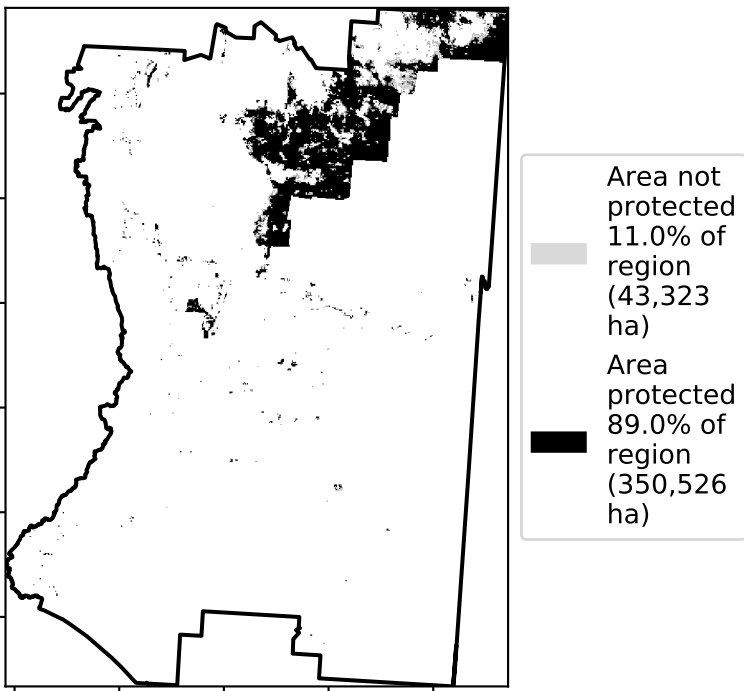 Area not
protected
11.0% of
region
(43,323
ha)
Area
protected
89.0% of
region
(350,526
ha)